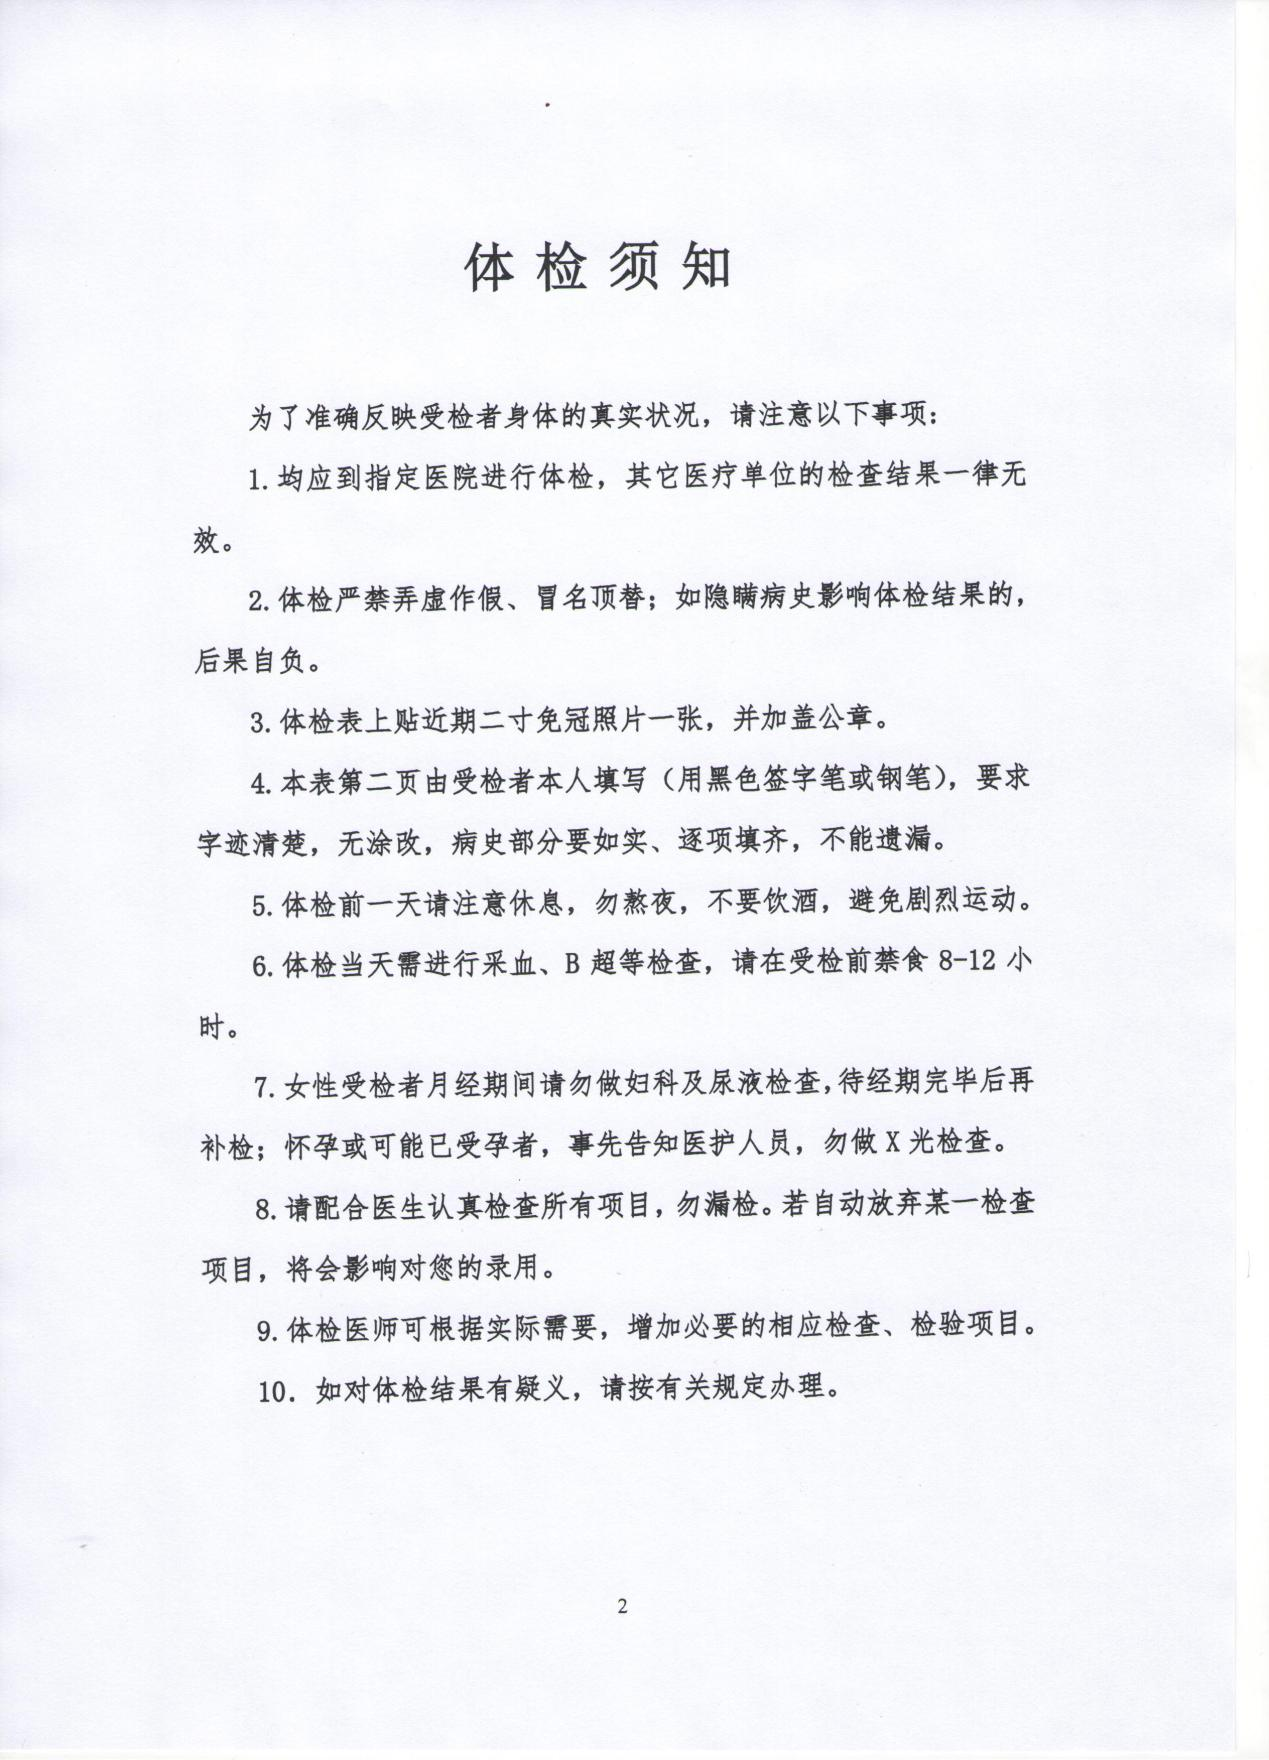 体检须知
为了准确反映受检者身体的真实状况，请注意以下事项：
1.均应到指定医院进行体检，其它医疗单位的检查结果一律无
效。
2.体检严禁弄虚作假、冒名顶替；如隐瞒病史影响体检结果的，
后果自负。
3.体检表上贴近期二寸免冠照片一张，并加盖公章。
4.本表第二页由受检者本人填写（用黑色签字笔或钢笔），要求
字迹清楚，无涂改，病史部分要如实、逐项填齐，不能遗漏。
5.体检前一天请注意休息，勿熬夜，不要饮酒，避免剧烈运动。
6.体检当天需进行采血、B 超等检查，请在受检前禁食 8-12 小
时。
7.女性受检者月经期间请勿做妇科及尿液检查，待经期完毕后再
补检；怀孕或可能已受孕者，事先告知医护人员，勿做 X 光检查。
8.请配合医生认真检查所有项目，勿漏检。若自动放弃某一检查
项目，将会影响对您的录用。
9.体检医师可根据实际需要，增加必要的相应检查、检验项目。
10．如对体检结果有疑义，请按有关规定办理。
2